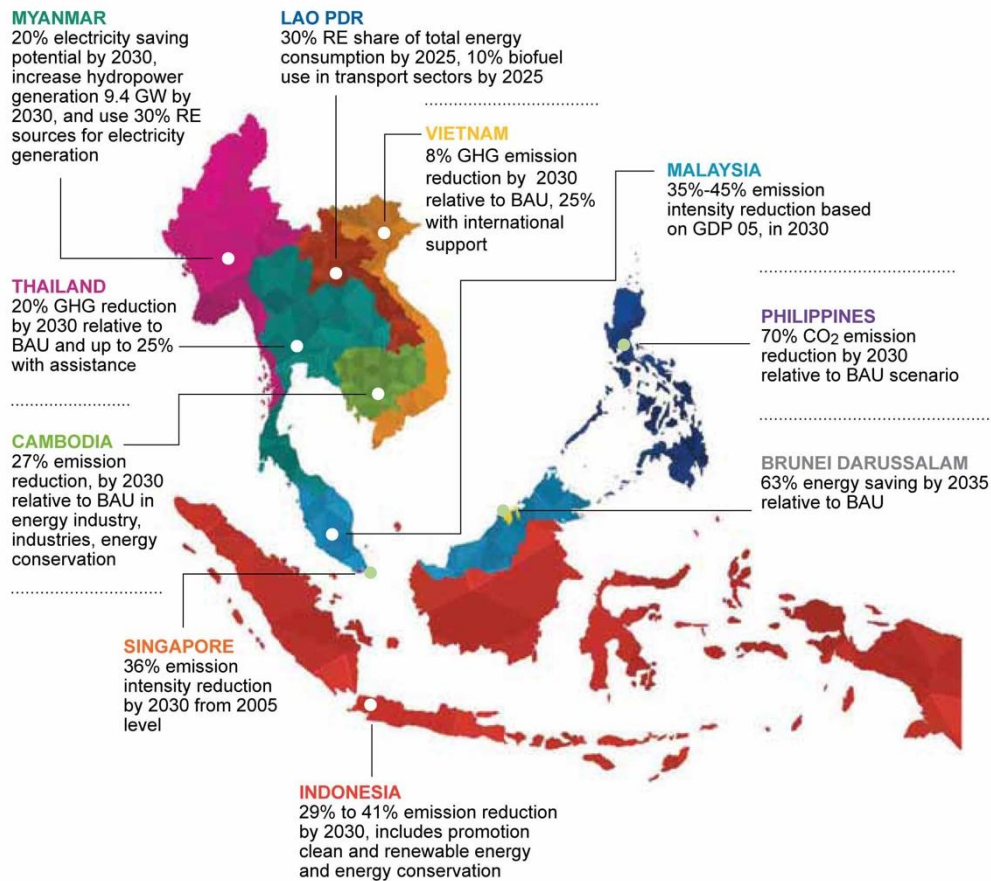 MYANMAR
20% electricity saving
potential by 2030,
increase hydropower
generation 9.4 GW by
2030, and use 30% RE
sources for electricity
generation
LAO PDR
30% RE share of total energy
consumption by 2025, 10% biofuel
use in transport sectors by 2025
VIETNAM
8% GHG emission
reduction by 2030
relative to BAU, 25%
with international
support
MALAYSIA
35%-45% emission
intensity reduction based
on GDP 05, in 2030
THAILAND
20% GHG reduction
by 2030 relative to
BAU and up to 25%
with assistance
PHILIPPINES
70% CO2 emission
reduction by 2030
relative to BAU scenario
CAMBODIA
27% emission
reduction, by 2030
relative to BAU in
energy industry,
industries, energy
conservation
BRUNEI DARUSSALAM
63% energy saving by 2035
relative to BAU
SINGAPORE
36% emission
intensity reduction
by 2030 from 2005
level
INDONESIA
29% to 41% emission reduction
by 2030, includes promotion
clean and renewable energy
and energy conservation